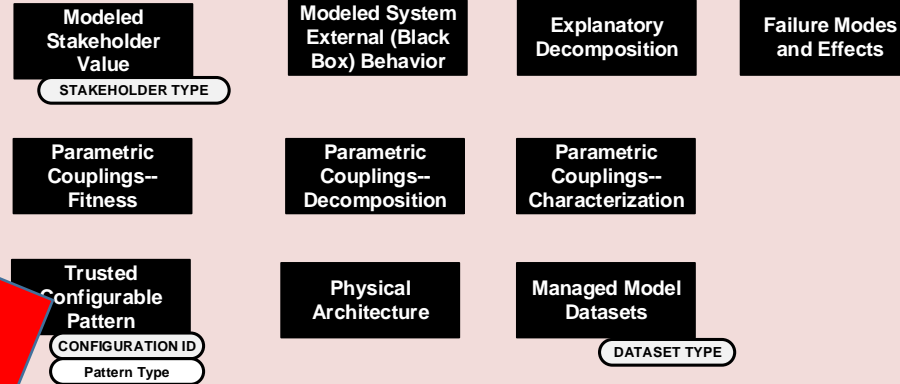 Modeled
Stakeholder
Value
STAKEHOLDER TYPE
Modeled System
External (Black
Box) Behavior
Explanatory
Decomposition
Failure Modes
and Effects
Parametric
Couplings--
Fitness
Parametric
Couplings--
Decomposition
Parametric
Couplings--
Characterization
Trusted
Configurable
Pattern
CONFIGURATION ID
Pattern Type
Physical
Architecture
Managed Model
Datasets
DATASET TYPE